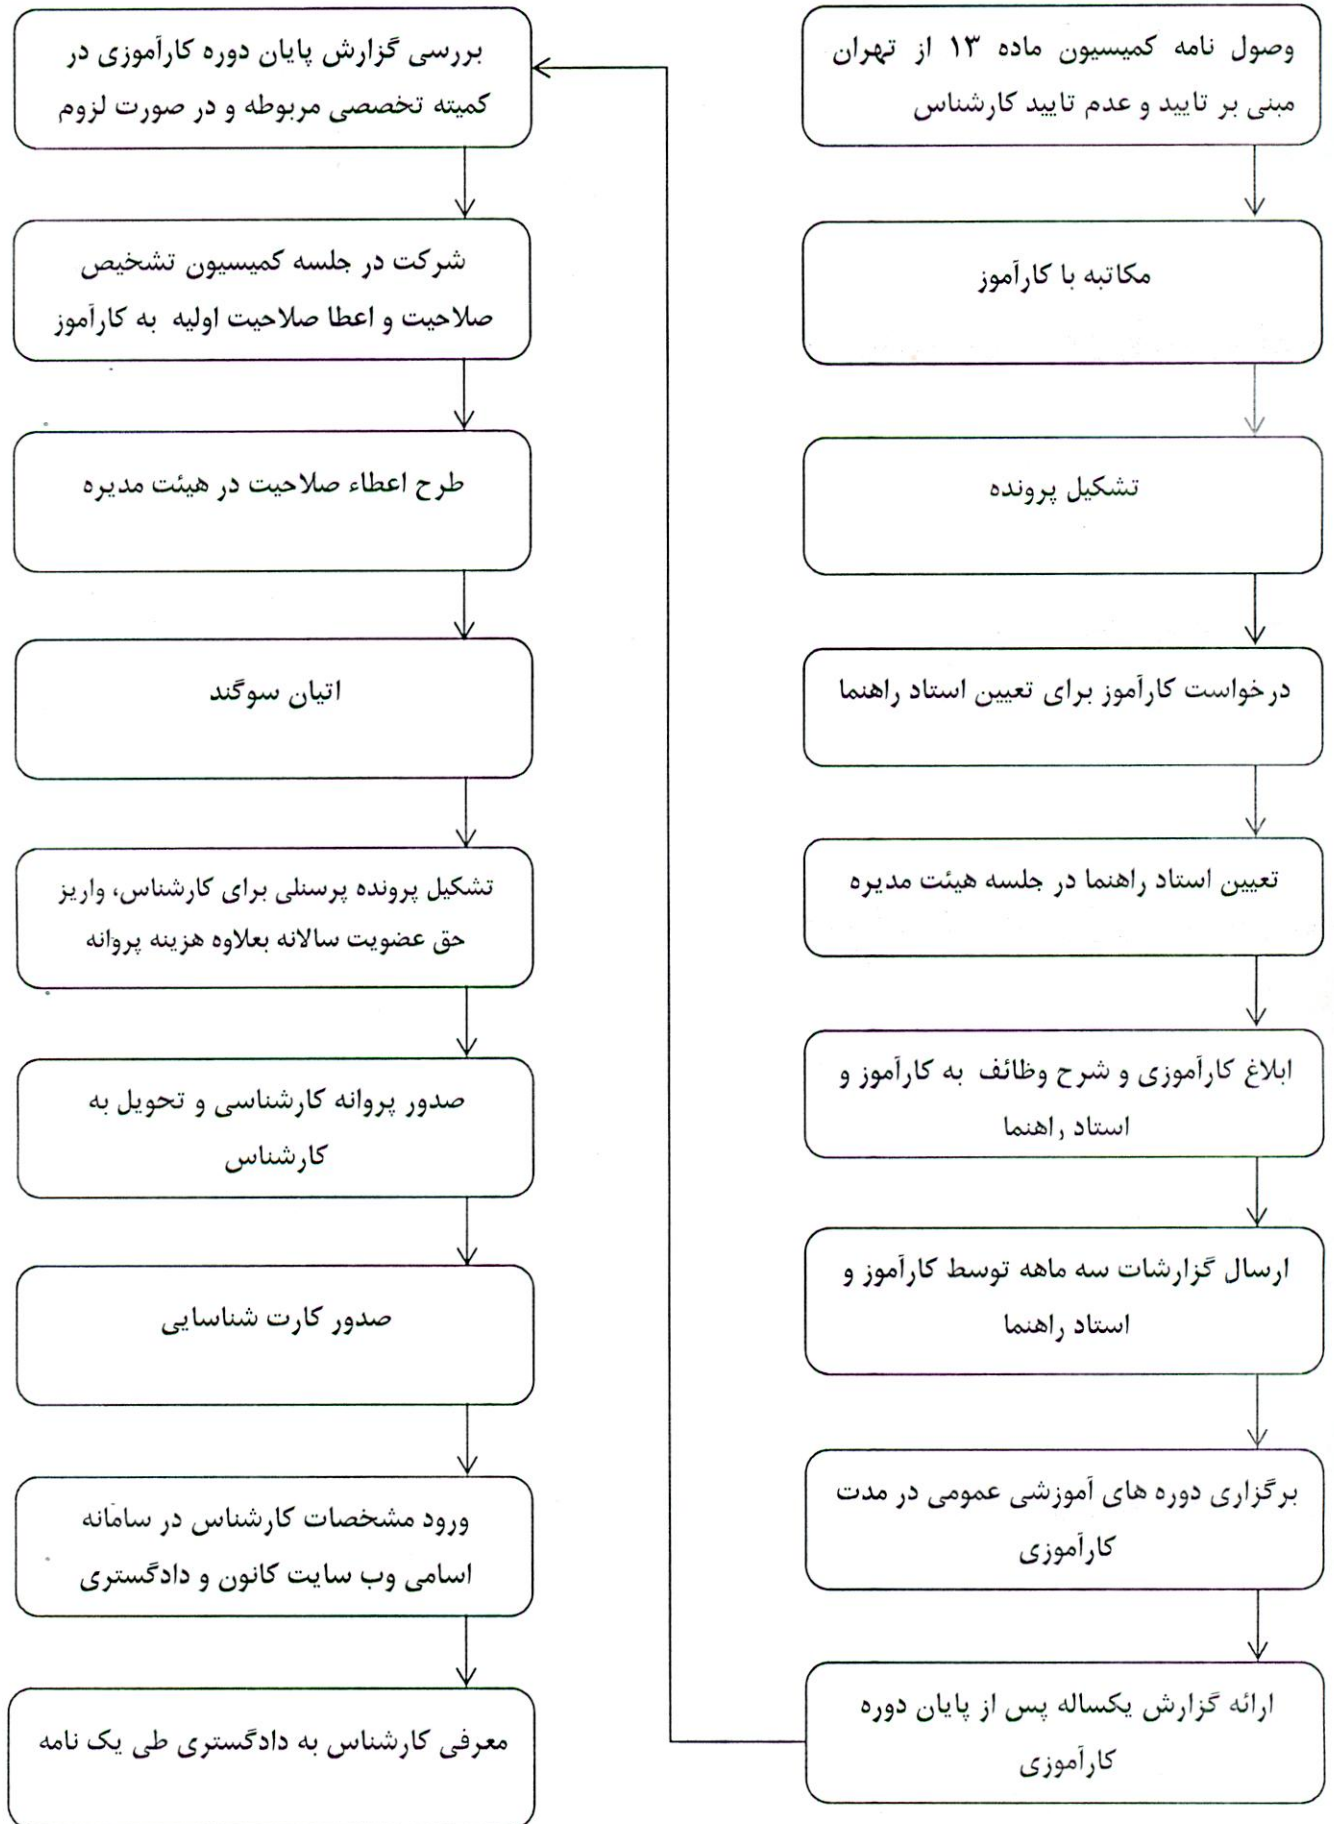 وصول نامه کمیسیون ماده ۱۳ از تهران
مبنی بر تایید و عدم تایید کارشناس
مکاتبه با کارآموز
تشکیل پرونده
درخواست کارآموز برای تعیین استاد راهنما
تعیین استاد راهنما در جلسه هیئت مدیره
ابلاغ کارآموزی و شرح وظائف به کارآموز و
استاد راهنما
ارسال گزارشات سه ماهه توسط کارآموز و
استاد راهنما
برگزاری دوره های آموزشی عمومی در مدت
کارآموزی
ارائه گزارش یکساله پس از پایان دوره
کارآموزی
بررسی گزارش پایان دوره کارآموزی در
کمیته تخصصی مربوطه و در صورت لزوم
شرکت در جلسه کمیسیون تشخیص
صلاحیت و اعطا صلاحیت اولیه به کارآموز
طرح اعطاء صلاحیت در هیئت مدیره
اتیان سوگند
تشکیل پرونده پرسنلی برای کارشناس، واریز
حق عضویت سالانه بعلاوه هزینه پروانه
صدور پروانه کارشناسی و تحویل به
کارشناس
صدور کارت شناسایی
ورود مشخصات کارشناس در سامانه
اسامی وب سایت کانون و دادگستری
معرفی کارشناس به دادگستری طی یک نامه